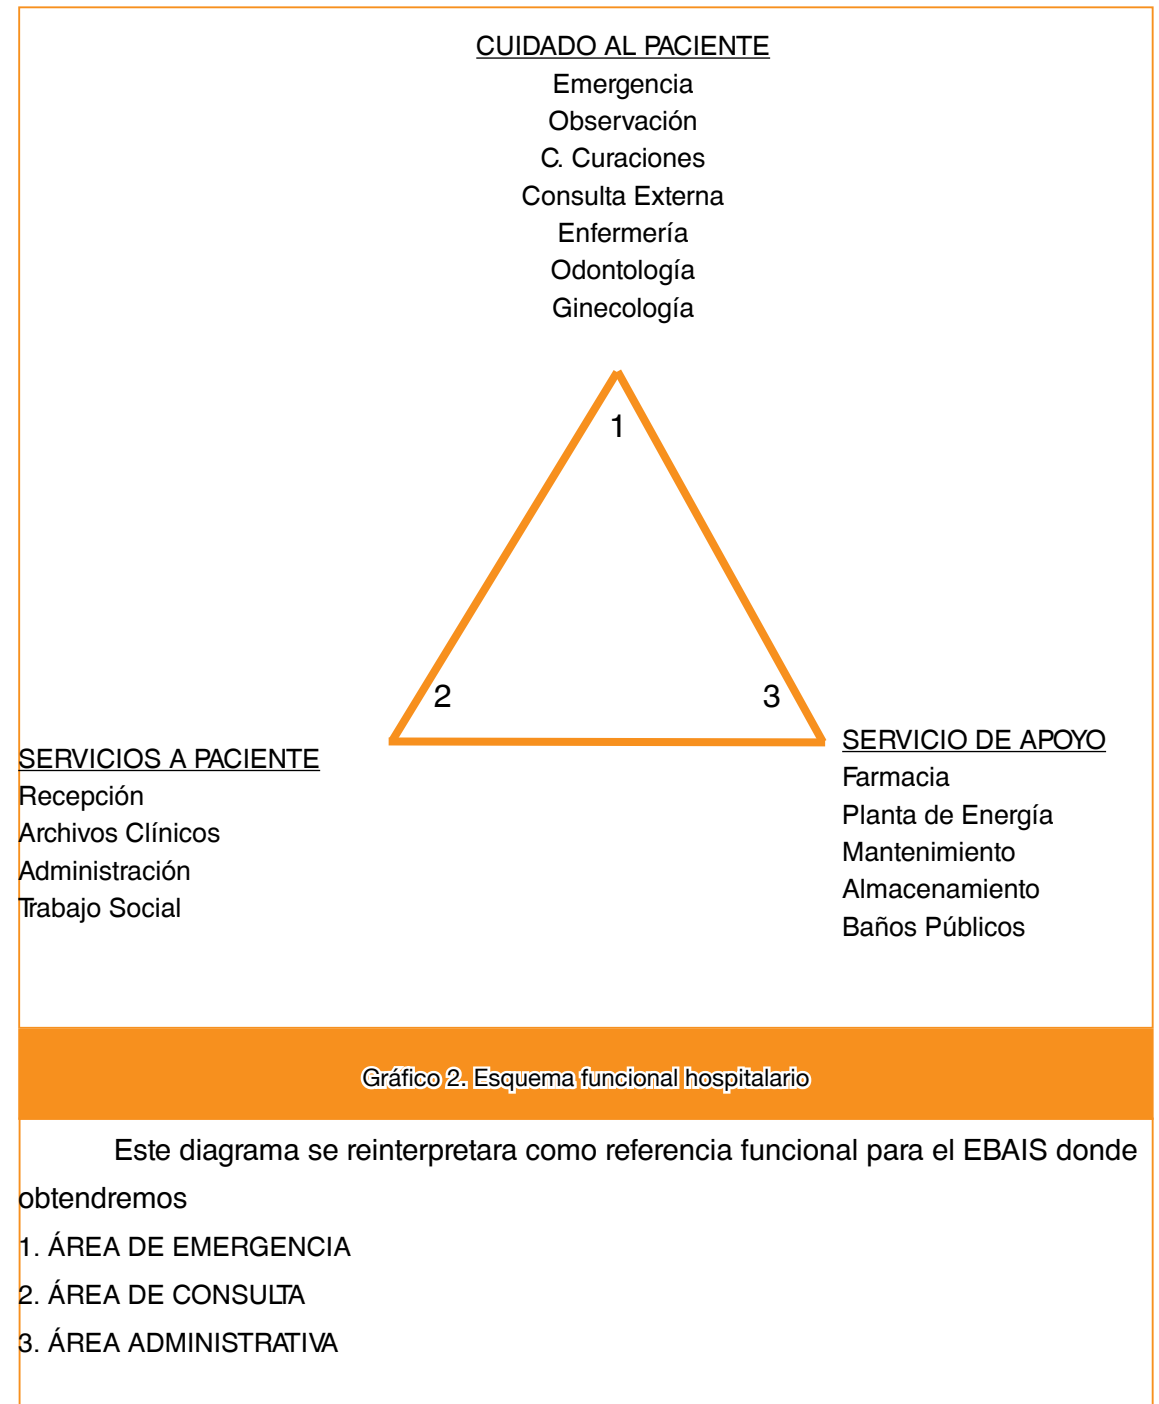 CUIDADO AL PACIENTE
Emergencia
Observación
C. Curaciones
Consulta Externa
Enfermería
Odontología
Ginecología
1
2
3
SERVICIOS A PACIENTE
Recepción
Archivos Clínicos
Administración
Trabajo Social
SERVICIO DE APOYO
Farmacia
Planta de Energía
Mantenimiento
Almacenamiento
Baños Públicos
Gráfico 2. Esquema funcional hospitalario
Este diagrama se reinterpretara como referencia funcional para el EBAIS donde
obtendremos
1. ÁREA DE EMERGENCIA
2. ÁREA DE CONSULTA
3. ÁREA ADMINISTRATIVA